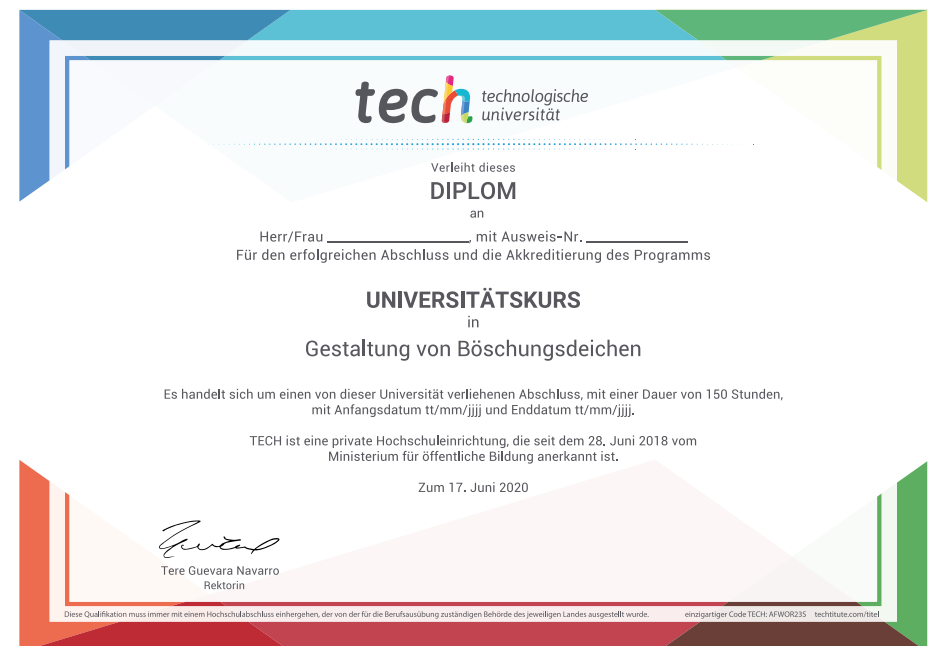 tech technologische
universität
Verleiht dieses
DIPLOM
an
Herr/Frau ____________________, mit Ausweis-Nr. ______________
Für den erfolgreichen Abschluss und die Akkreditierung des Programms
UNIVERSITÄTSKURS
in
Gestaltung von Böschungsdeichen
Es handelt sich um einen von dieser Universität verliehenen Abschluss, mit einer Dauer von 150 Stunden,
mit Anfangsdatum tt/mm/jjjj und Enddatum tt/mm/jjjj.
TECH ist eine private Hochschuleinrichtung, die seit dem 28. Juni 2018 vom
Ministerium für öffentliche Bildung anerkannt ist.
Zum 17. Juni 2020
Tere Guevara Navarro
Rektorin
Diese Qualifikation muss immer mit einem Hochschulabschluss einhergehen, der von der für die Berufsausübung zuständigen Behörde des jeweiligen Landes ausgestellt wurde. einzigartiger Code TECH: AFWOR23S techtitute.com/titel